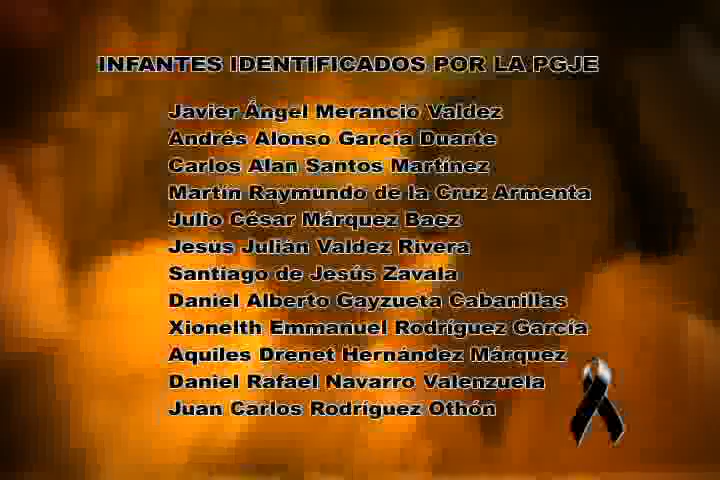 INFANTES IDENTIFICADOS POR LA PGJE
Javier Ángel Merancio Valdez
Andrés Alonso García Duarte
Carlos Alan Santos Martínez
Martín Raymundo de la Cruz Armenta
Julio César Márquez Baez
Jesús Julián Valdez Rivera
Santiago de Jesús Zavala
Daniel Alberto Gayzueta Cabanillas
Xionelth Emmanuel Rodríguez García
Aquiles Drenet Hernández Márquez
Daniel Rafael Navarro Valenzuela
Juan Carlos Rodríguez Othón